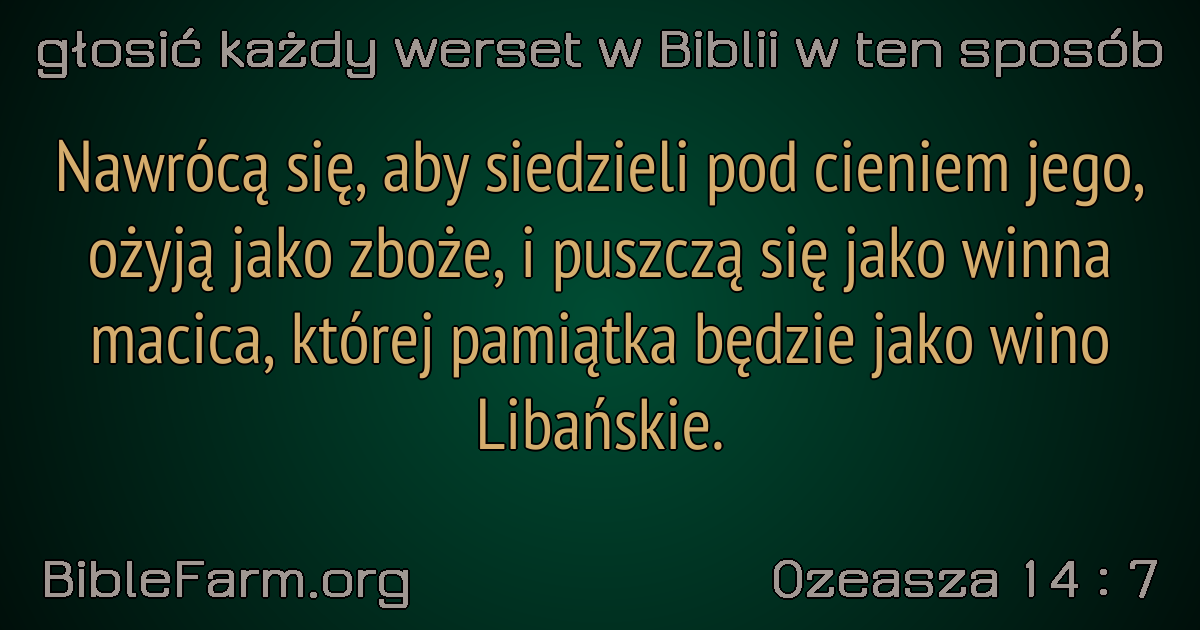 głosić każdy werset w Biblii w ten sposób
Nawrócą się, aby siedzieli pod cieniem jego,
ożyją jako zboże, i puszczą się jako winna
macica, której pamiątka będzie jako wino
Libańskie.
BibleFarm.org
Ozeasza 14 : 7